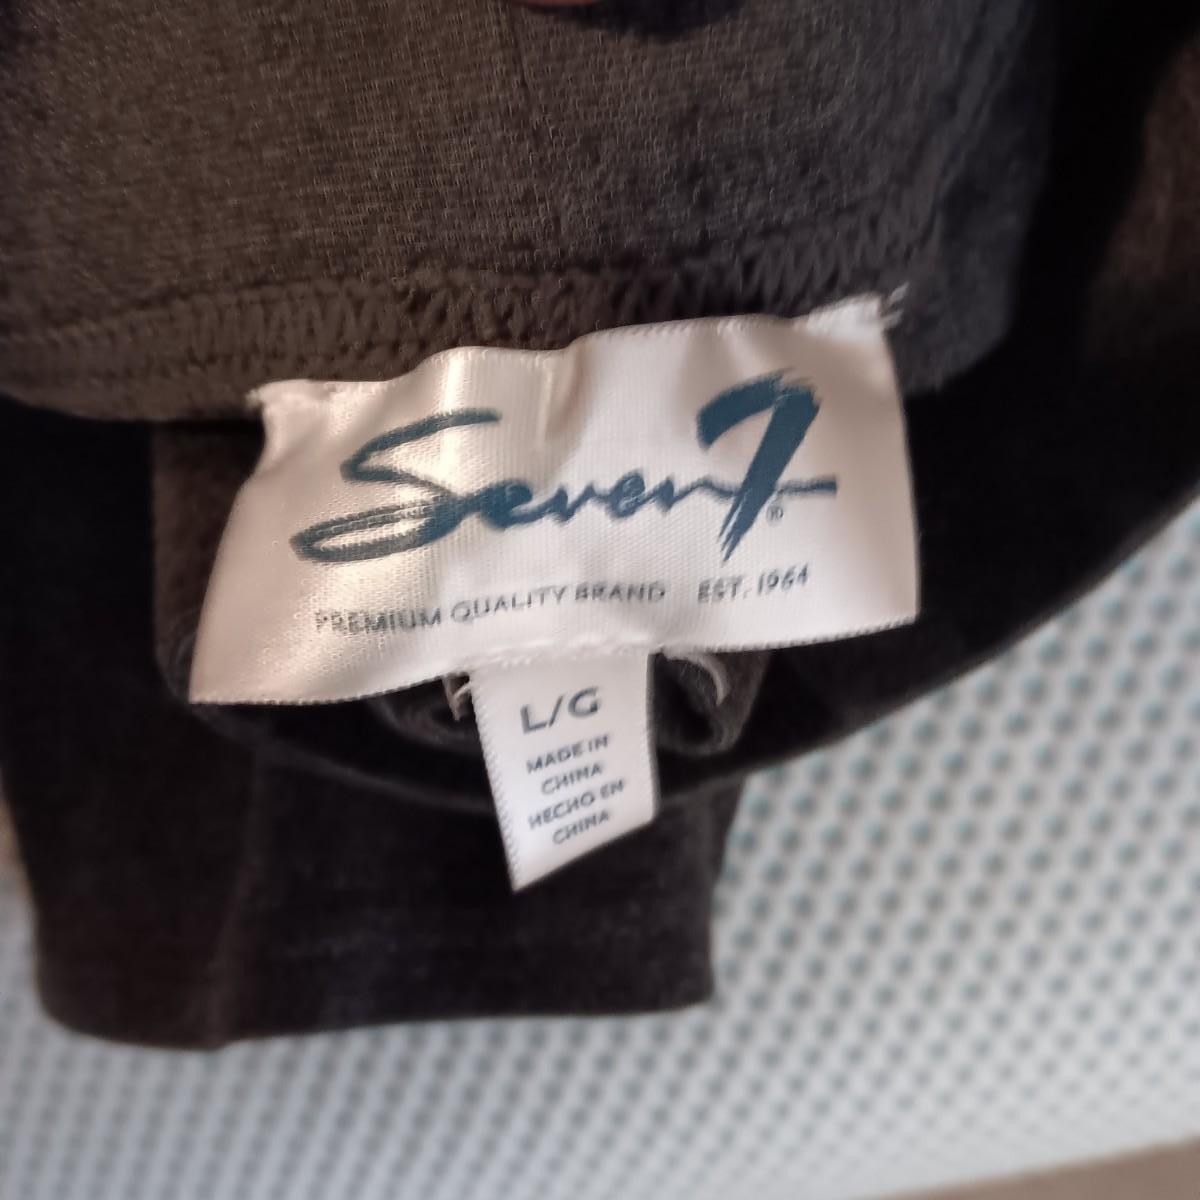 Seven7®
PREMIUM QUALITY BRAND EST. 1964
L/G
MADE IN
CHINA
HECHO EN
CHINA